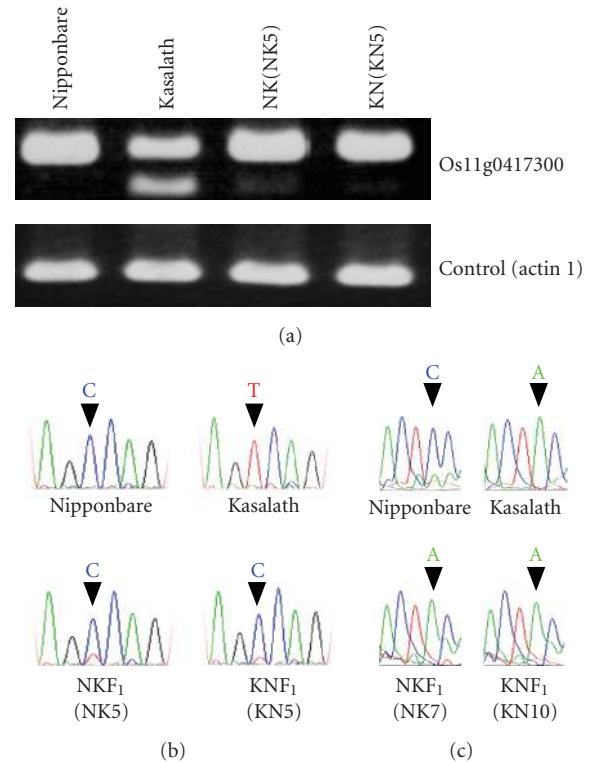 Nipponbare
Kasalath
NK(NK5)
KN(KN5)
Os11g0417300
Control (actin 1)
(a)
C
T
C
A
Nipponbare
Kasalath
Nipponbare
Kasalath
C
C
A
A
NKF₁
KNF₁
NKF₁
KNF₁
(NK5)
(KN5)
(NK7)
(KN10)
(b)
(c)